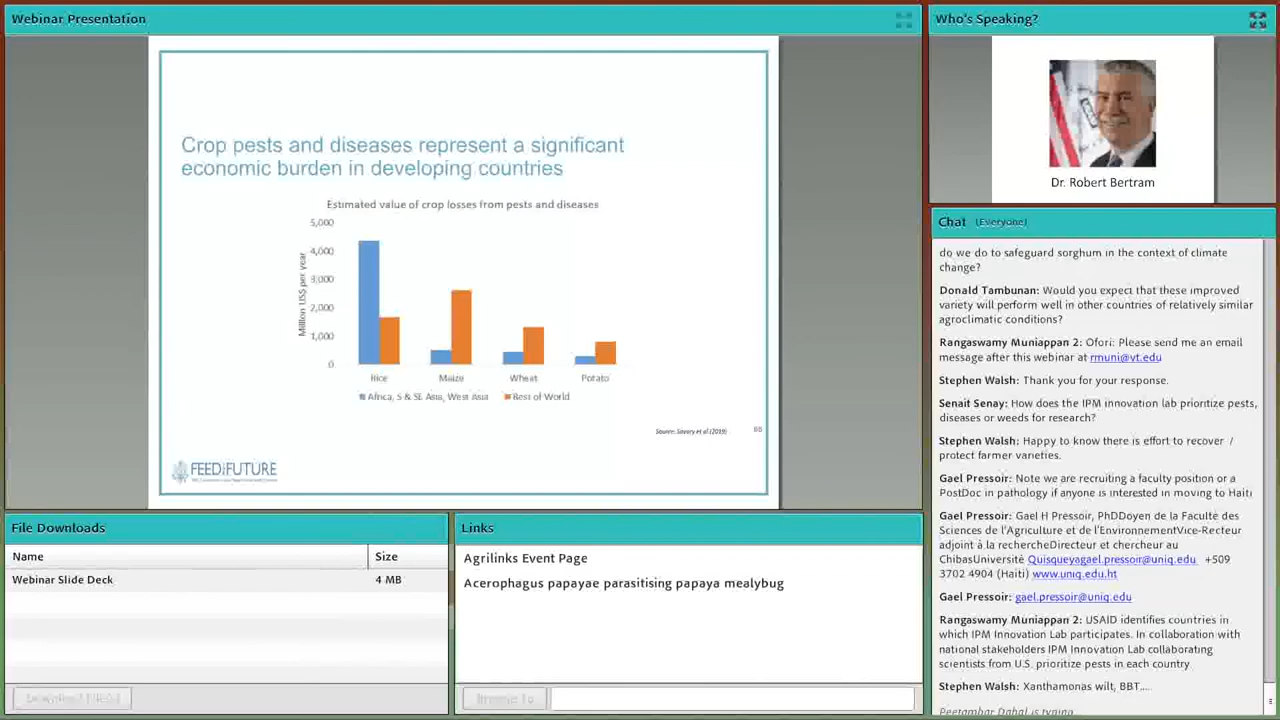 Webinar Presentation
Crop pests and diseases represent a significant
economic burden in developing countries
Estimated value of crop losses from pests and diseases
Million US$ per year
5,000
4,000
3,000
2,000
1,000
0
Rice
Maize
Wheat
Potato
Africa, S & SE Asia, West Asia
Rest of World
Source: Savary et al (2019)
FEED THE FUTURE
Who's Speaking?
Dr. Robert Bertram
Chat (Everyone)
do we do to safeguard sorghum in the context of climate
change?
Donald Tambunan: Would you expect that these improved
variety will perform well in other countries of relatively similar
agroclimatic conditions?
Rangaswamy Muniappan 2: Ofori: Please send me an email
message after this webinar at rmuni@vt.edu
Stephen Walsh: Thank you for your response.
Senait Senay: How does the IPM innovation lab prioritize pests,
diseases or weeds for research?
Stephen Walsh: Happy to know there is effort to recover /
protect farmer varieties.
Gael Pressoir: Note we are recruiting a faculty position or a
PostDoc in pathology if anyone is interested in moving to Haiti
Gael Pressoir: Gael H Pressoir, PhDDoyen de la Faculté des
Sciences de l'Agriculture et de l'EnvironnementVice-Recteur
adjoint à la rechercheDirecteur et chercheur au
ChibasUniversité Quisqueyagael.pressoir@uniq.edu +509
3702 4904 (Haiti) www.uniq.edu.ht
Gael Pressoir: gael.pressoir@uniq.edu
Rangaswamy Muniappan 2: USAID identifies countries in
which IPM Innovation Lab participates. In collaboration with
national stakeholders IPM Innovation Lab collaborating
scientists from U.S. prioritize pests in each country
Stephen Walsh: Xanthamonas wilt, BBT....
Peetambar Dahal is typing
File Downloads
Name
Size
Webinar Slide Deck
4 MB
Links
Agrilinks Event Page
Acerophagus papayae parasitising papaya mealybug
Browse To